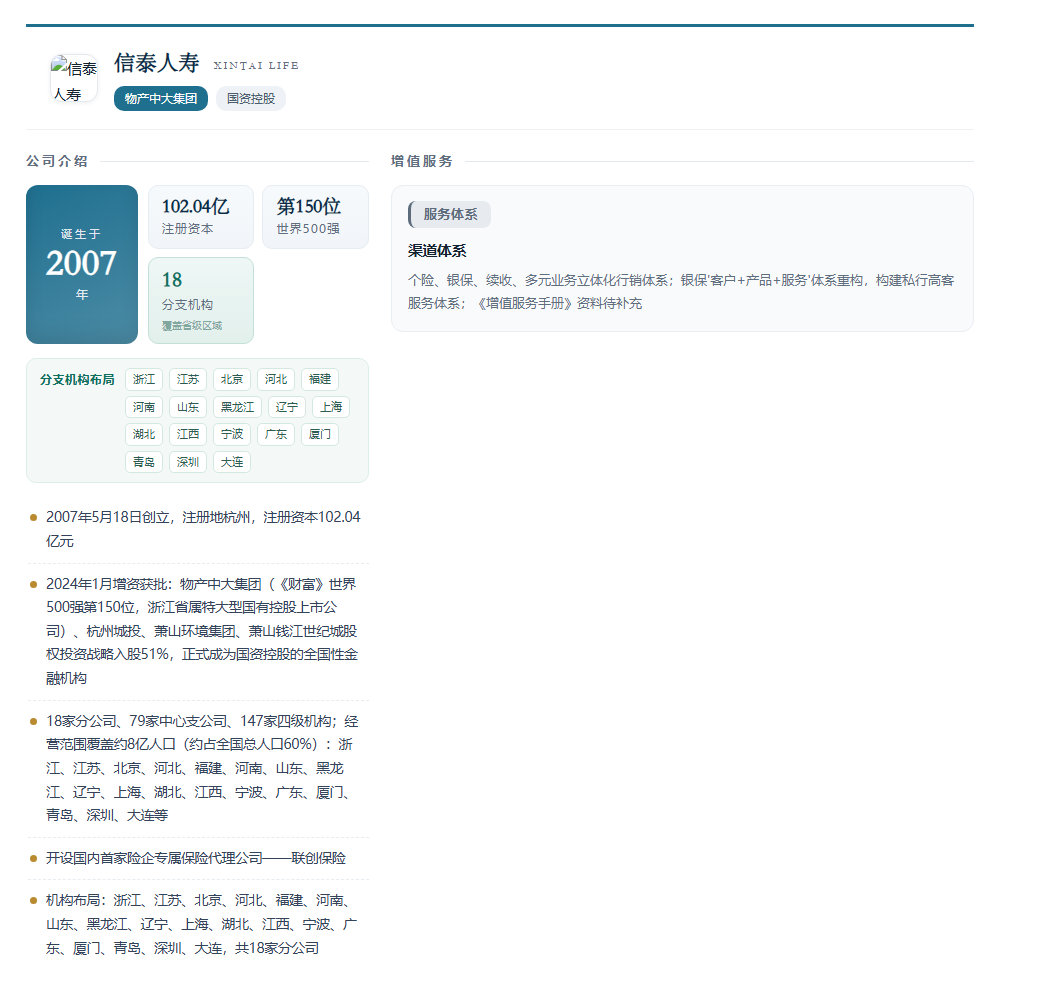 信泰人寿
信泰人寿 XINTAI LIFE
物产中大集团 国资控股
公司介绍
诞生于
2007
年
102.04亿
注册资本
第150位
世界500强
18
分支机构
覆盖省级区域
分支机构布局
浙江 江苏 北京 河北 福建
河南 山东 黑龙江 辽宁 上海
湖北 江西 宁波 广东 厦门
青岛 深圳 大连
2007年5月18日创立，注册地杭州，注册资本102.04
亿元
2024年1月增资获批：物产中大集团（《财富》世界
500强第150位，浙江省属特大型国有控股上市公
司）、杭州城投、萧山环境集团、萧山钱江世纪城股
权投资战略入股51%，正式成为国资控股的全国性金
融机构
18家分公司、79家中心支公司、147家四级机构；经
营范围覆盖约8亿人口（约占全国总人口60%）：浙
江、江苏、北京、河北、福建、河南、山东、黑龙
江、辽宁、上海、湖北、江西、宁波、广东、厦门、
青岛、深圳、大连等
开设国内首家险企专属保险代理公司——联创保险
机构布局：浙江、江苏、北京、河北、福建、河南、
山东、黑龙江、辽宁、上海、湖北、江西、宁波、广
东、厦门、青岛、深圳、大连，共18家分公司
增值服务
服务体系
渠道体系
个险、银保、续收、多元业务立体化行销体系；银保'客户+产品+服务'体系重构，构建私行高客
服务体系；《增值服务手册》资料待补充